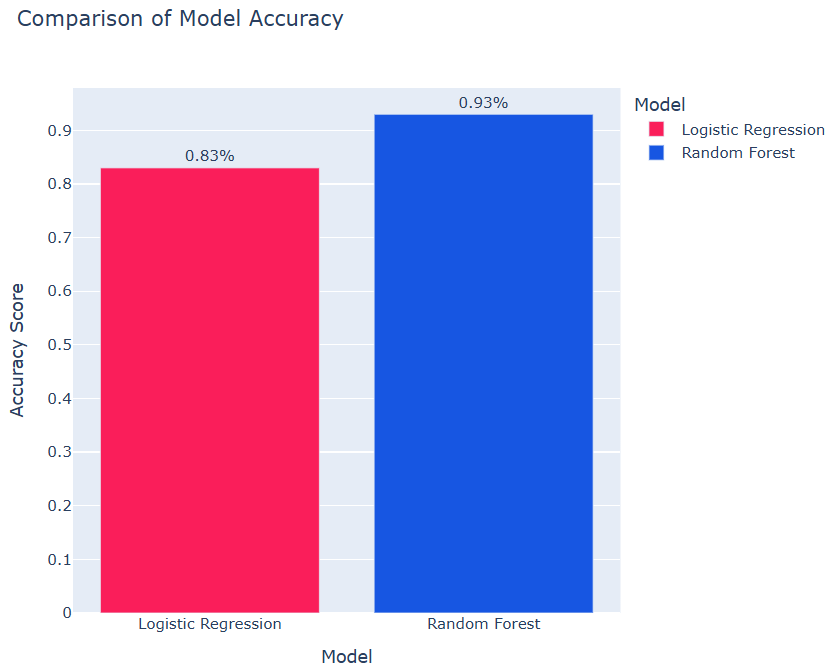 Comparison of Model Accuracy
Model
Logistic Regression
Random Forest
0.93%
0.83%
0.9
0.8
0.7
0.6
0.5
0.4
0.3
0.2
0.1
0
Accuracy Score
Logistic Regression
Random Forest
Model